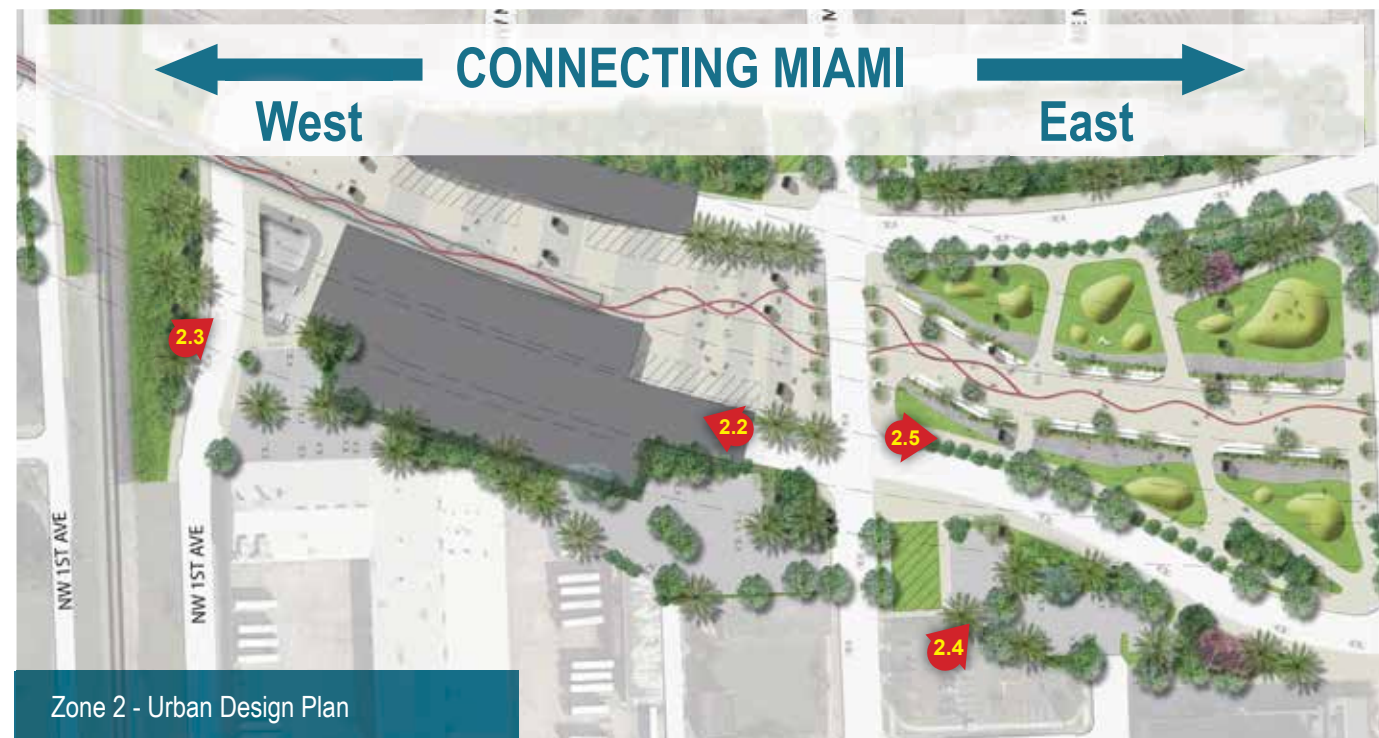 CONNECTING MIAMI
West
East
2.3
2.2
2.5
2.4
NW 1ST AVE
NW 1ST AVE
Zone 2 - Urban Design Plan